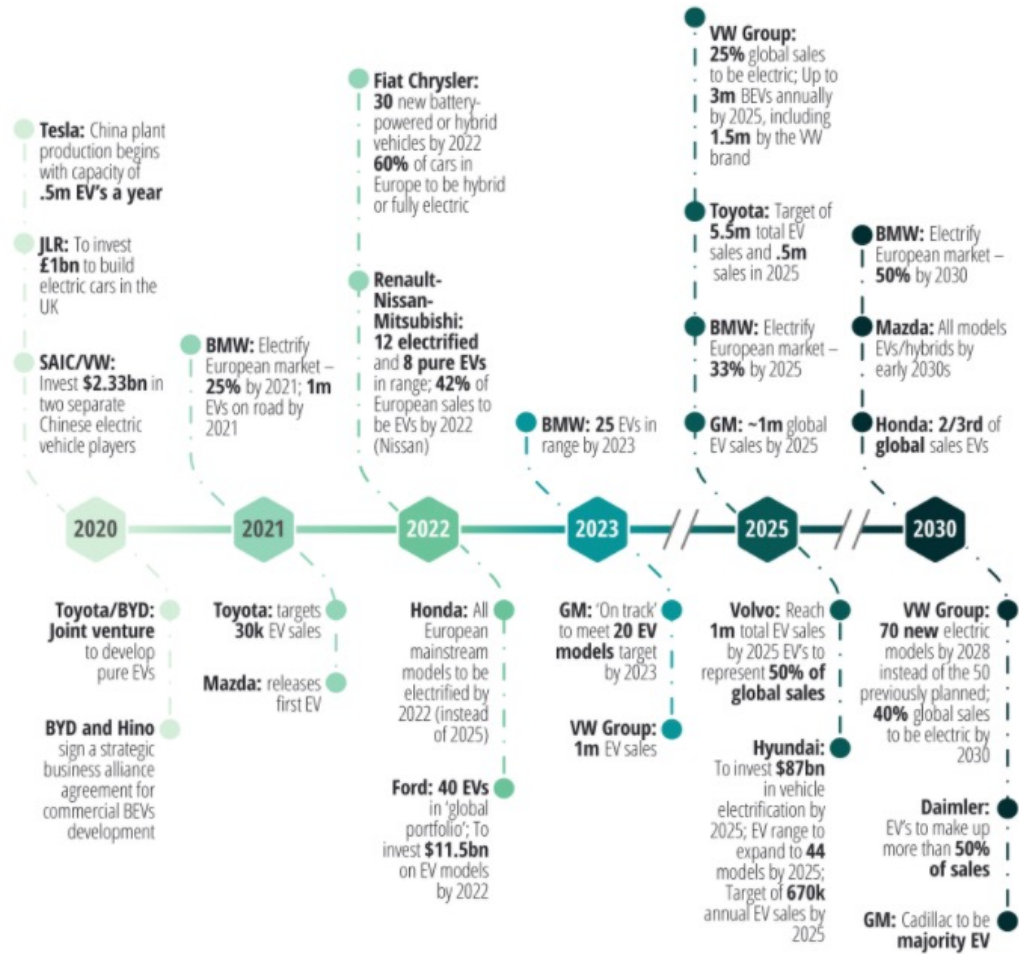 Tesla: China plant
production begins
with capacity of
.5m EV's a year
JLR: To invest
£1bn to build
electric cars in the
UK
SAIC/VW:
Invest $2.33bn in
two separate
Chinese electric
vehicle players
BMW: Electrify
European market –
25% by 2021; 1m
EVs on road by
2021
Fiat Chrysler:
30 new battery-
powered or hybrid
vehicles by 2022
60% of cars in
Europe to be hybrid
or fully electric
Renault-
Nissan-
Mitsubishi:
12 electrified
and 8 pure EVs
in range; 42% of
European sales to
be EVs by 2022
(Nissan)
BMW: 25 EVs in
range by 2023
VW Group:
25% global sales
to be electric; Up to
3m BEVs annually
by 2025, including
1.5m by the VW
brand
Toyota: Target of
5.5m total EV
sales and .5m
sales in 2025
BMW: Electrify
European market –
33% by 2025
GM: ~1m global
EV sales by 2025
BMW: Electrify
European market –
50% by 2030
Mazda: All models
EVs/hybrids by
early 2030s
Honda: 2/3rd of
global sales EVs
2020
2021
2022
2023
2025
2030
Toyota/BYD:
Joint venture
to develop
pure EVs
BYD and Hino
sign a strategic
business alliance
agreement for
commercial BEVs
development
Toyota: targets
30k EV sales
Mazda: releases
first EV
Honda: All
European
mainstream
models to be
electrified by
2022 (instead
of 2025)
Ford: 40 EVs
in 'global
portfolio'; To
invest $11.5bn
on EV models
by 2022
GM: 'On track'
to meet 20 EV
models target
by 2023
VW Group:
1m EV sales
Volvo: Reach
1m total EV sales
by 2025 EV's to
represent 50% of
global sales
Hyundai:
To invest $87bn
in vehicle
electrification by
2025; EV range to
expand to 44
models by 2025;
Target of 670k
annual EV sales by
2025
VW Group:
70 new electric
models by 2028
instead of the 50
previously planned;
40% global sales
to be electric by
2030
Daimler:
EV's to make up
more than 50%
of sales
GM: Cadillac to be
majority EV